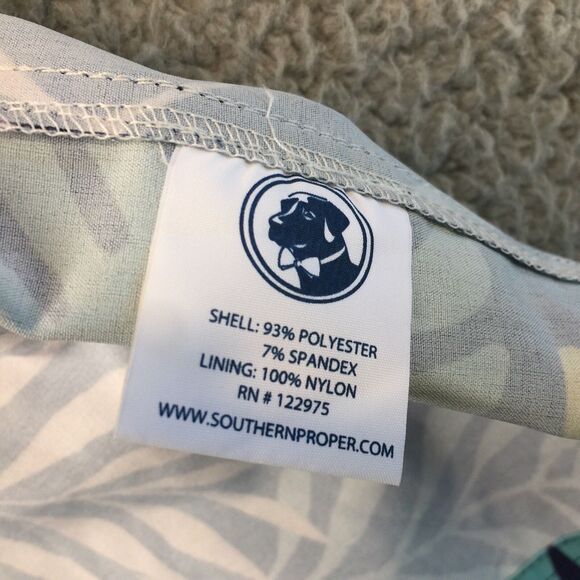 SHELL: 93% POLYESTER
7% SPANDEX
LINING: 100% NYLON
RN # 122975
WWW.SOUTHERNPROPER.COM